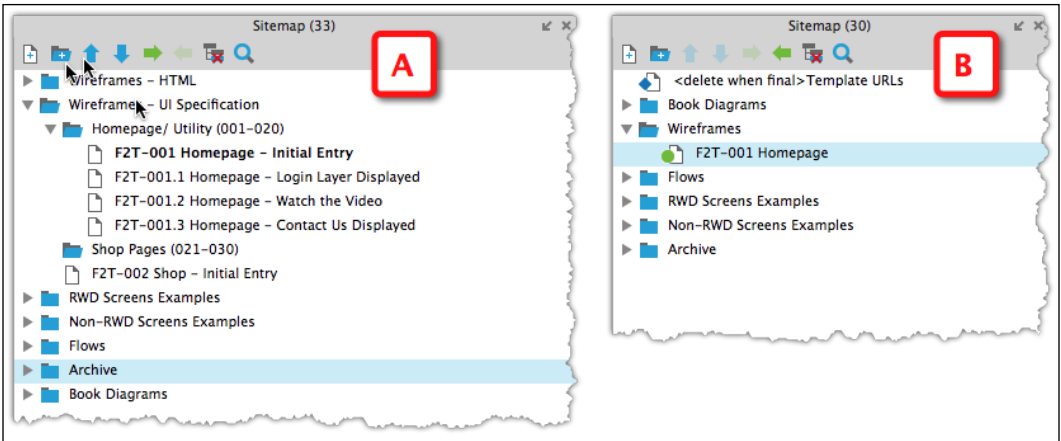 Sitemap (33)
A
Wireframes - HTML
Wireframes - UI Specification
Homepage/ Utility (001-020)
F2T-001 Homepage - Initial Entry
F2T-001.1 Homepage - Login Layer Displayed
F2T-001.2 Homepage - Watch the Video
F2T-001.3 Homepage - Contact Us Displayed
Shop Pages (021-030)
F2T-002 Shop - Initial Entry
RWD Screens Examples
Non-RWD Screens Examples
Flows
Archive
Book Diagrams
Sitemap (30)
B
<delete when final>Template URLs
Book Diagrams
Wireframes
F2T-001 Homepage
Flows
RWD Screens Examples
Non-RWD Screens Examples
Archive